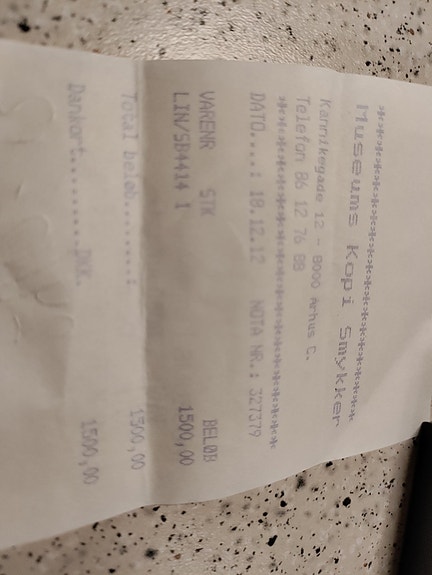 ************************
Museums Kopi Smykker
Kannikegade 12 - 8000 Arhus C.
Telefon 86 12 76 88
************************
DATO....: 18.12.12 NOTA NR.: 327379
VARENR STK BELØB
LIN/SB4414 1 1500,00
Total beløb........: 1500,00
Dankort..........DKK. 1500,00